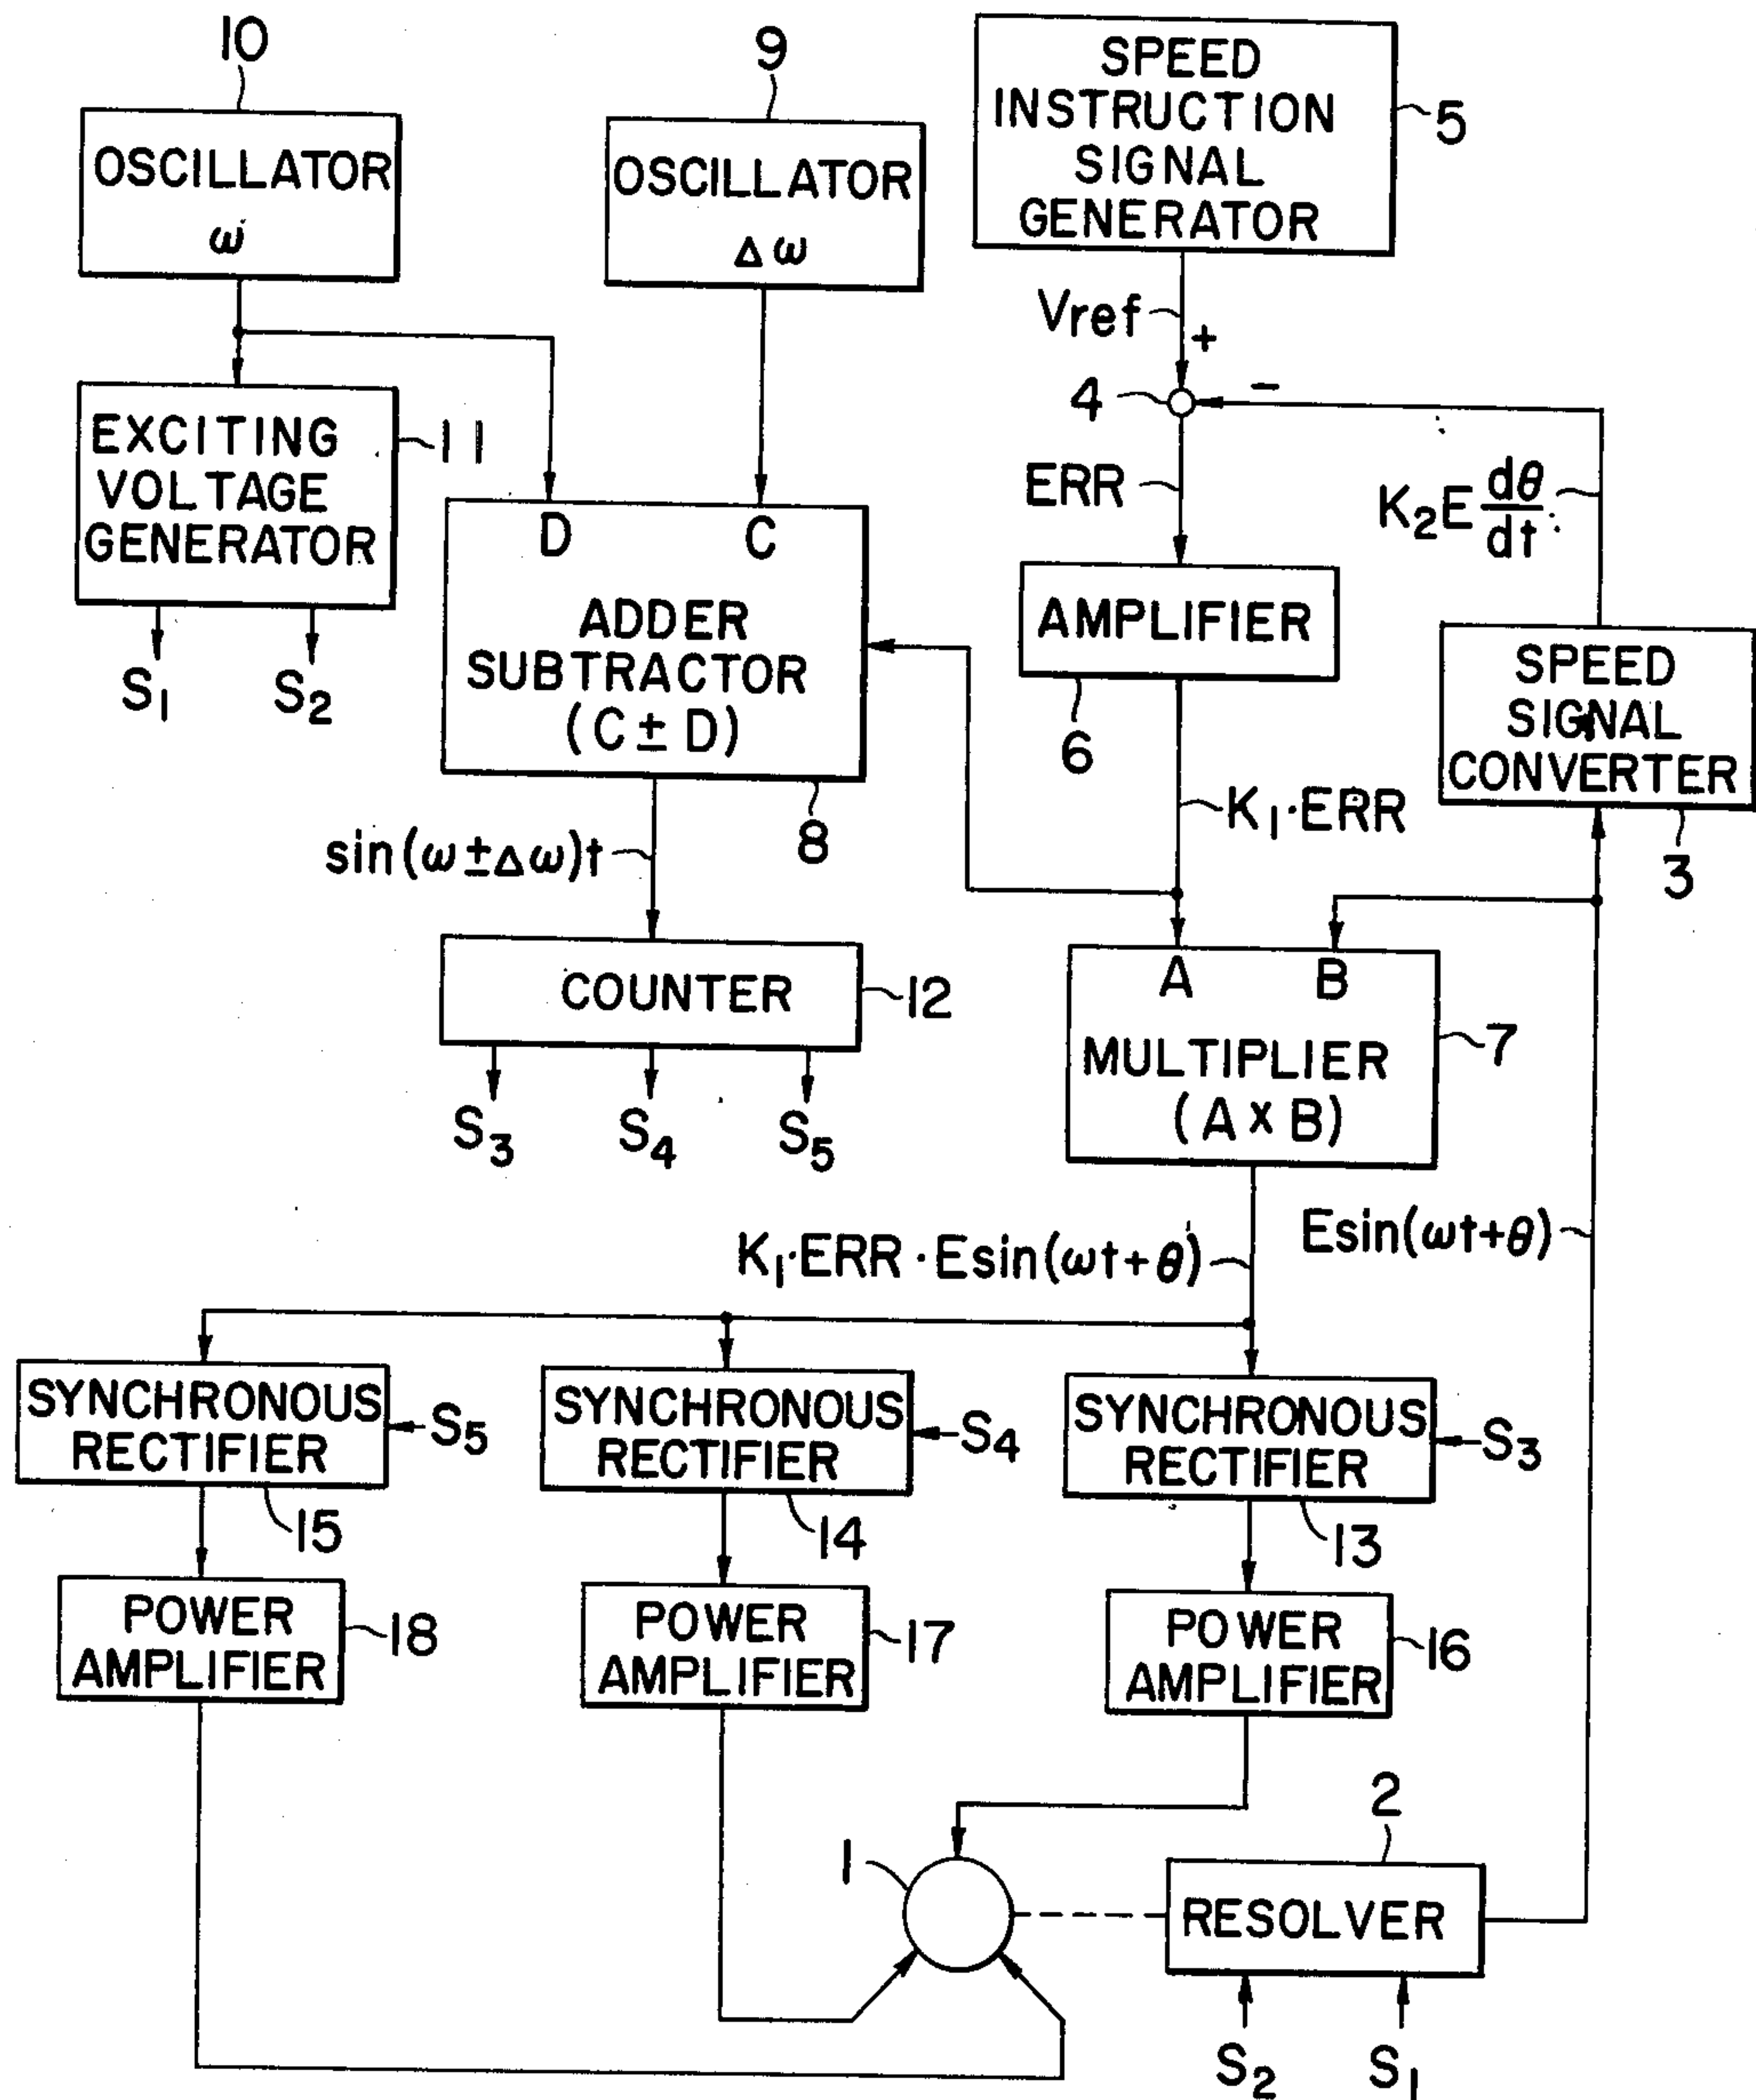 10
9
SPEED
INSTRUCTION
SIGNAL
GENERATOR
5
OSCILLATOR
ω
OSCILLATOR
Δω
Vref
+
4
-
EXCITING
VOLTAGE
GENERATOR
11
D
C
ERR
K₂E dθ/dt
ADDER
SUBTRACTOR
(C±D)
AMPLIFIER
SPEED
SIGNAL
CONVERTER
S₁
S₂
6
8
K₁·ERR
3
sin(ω±Δω)t
COUNTER
12
A
B
MULTIPLIER
(A×B)
7
S₃
S₄
S₅
K₁·ERR·Esin(ωt+θ)
Esin(ωt+θ)
SYNCHRONOUS
RECTIFIER
S₅
SYNCHRONOUS
RECTIFIER
S₄
SYNCHRONOUS
RECTIFIER
S₃
15
14
13
POWER
AMPLIFIER
18
POWER
AMPLIFIER
17
POWER
AMPLIFIER
16
2
1
RESOLVER
S₂
S₁